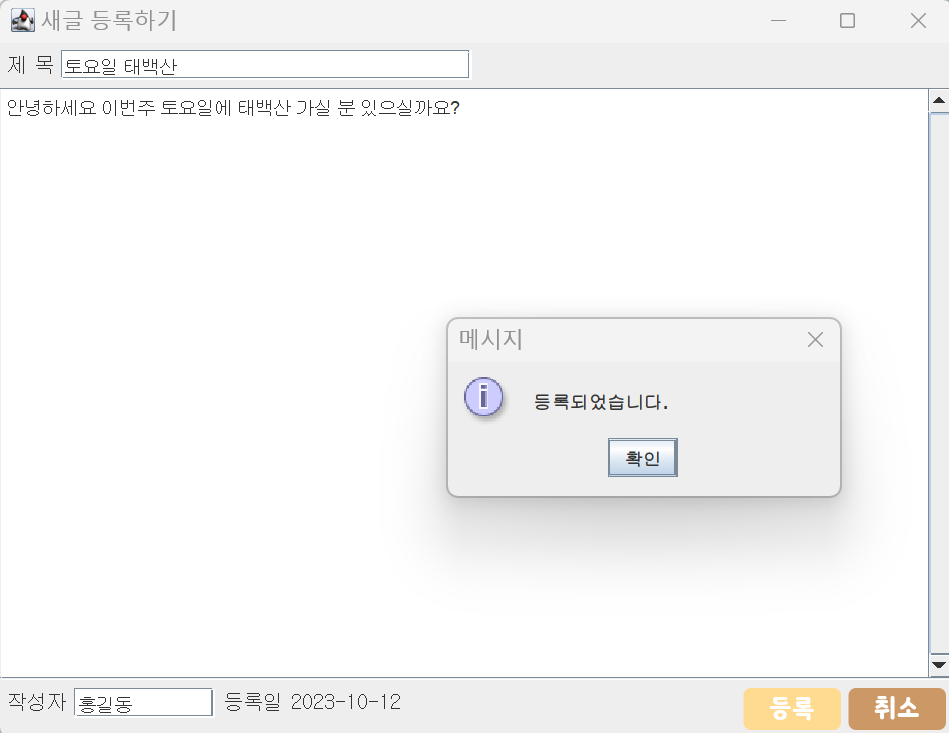 새글 등록하기
제 목 토요일 태백산
안녕하세요 이번주 토요일에 태백산 가실 분 있으실까요?
메시지
i
등록되었습니다.
확인
작성자 홍길동 등록일 2023-10-12 등록 취소